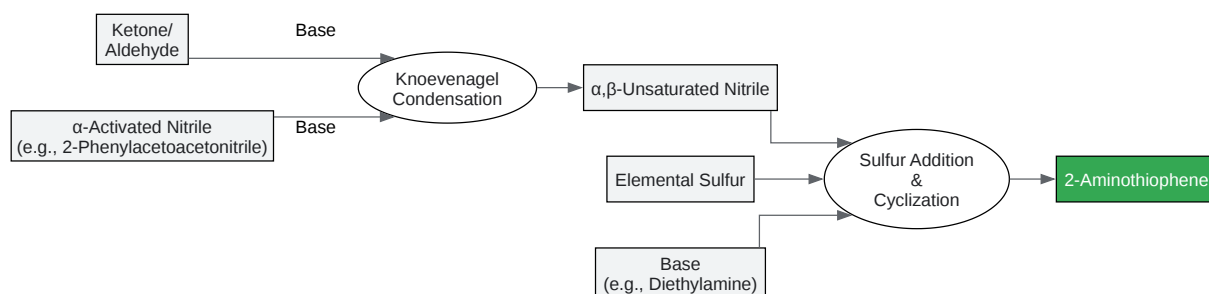 Ketone/
Aldehyde
Base
α-Activated Nitrile
(e.g., 2-Phenylacetoacetonitrile)
Base
Knoevenagel
Condensation
α,β-Unsaturated Nitrile
Elemental Sulfur
Base
(e.g., Diethylamine)
Sulfur Addition
&
Cyclization
2-Aminothiophene